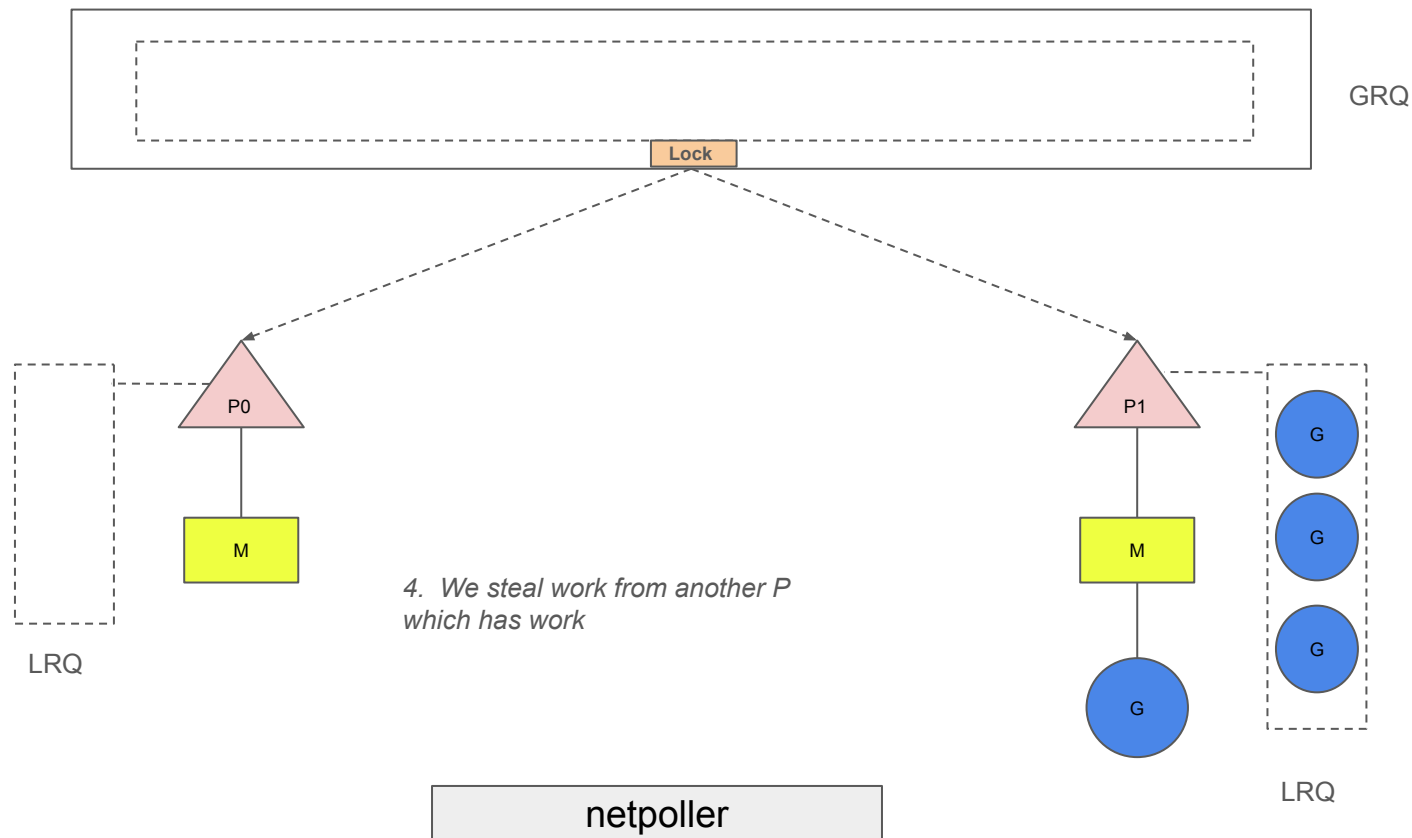 GRQ
Lock
P0
P1
G
G
G
M
M
4. We steal work from another P
which has work
LRQ
G
netpoller
LRQ